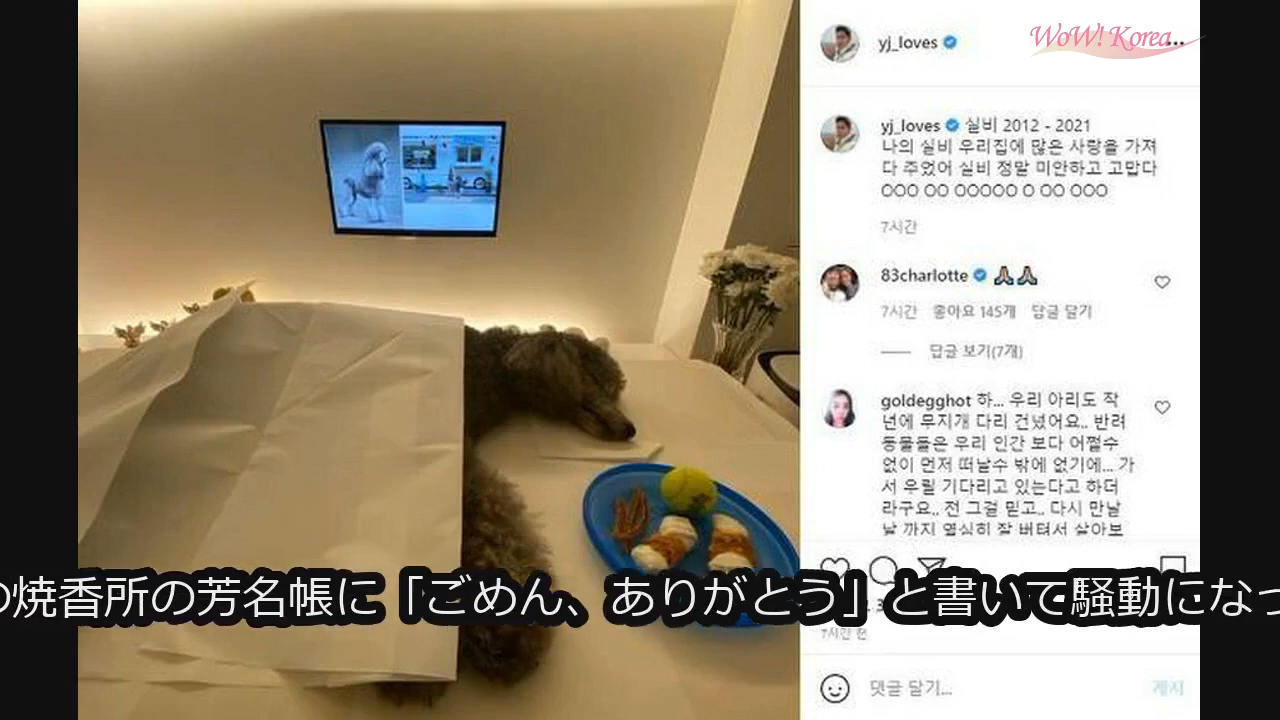 WoW! Korea
yj_loves
yj_loves 실비 2012 - 2021
나의 실비 우리집에 많은 사랑을 가져
다 주었어 실비 정말 미안하고 고맙다
ㅇㅇㅇ ㅇㅇ ㅇㅇㅇㅇㅇ ㅇ ㅇㅇ ㅇㅇㅇ
7시간
83charlotte 🙏🏽🙏🏽
7시간 좋아요 145개 답글 달기
답글 보기(7개)
goldegghot 하... 우리 아리도 작
년에 무지개 다리 건넜어요.. 반려
동물들은 우리 인간 보다 어쩔수
없이 먼저 떠날수 밖에 없기에... 가
서 우릴 기다리고 있는다고 하더
라구요.. 전 그걸 믿고.. 다시 만날
날 까지 열심히 잘 버텨서 살아보
の焼香所の芳名帳に「ごめん、ありがとう」と書いて騒動になっ
7시간 전
댓글 달기...
게시